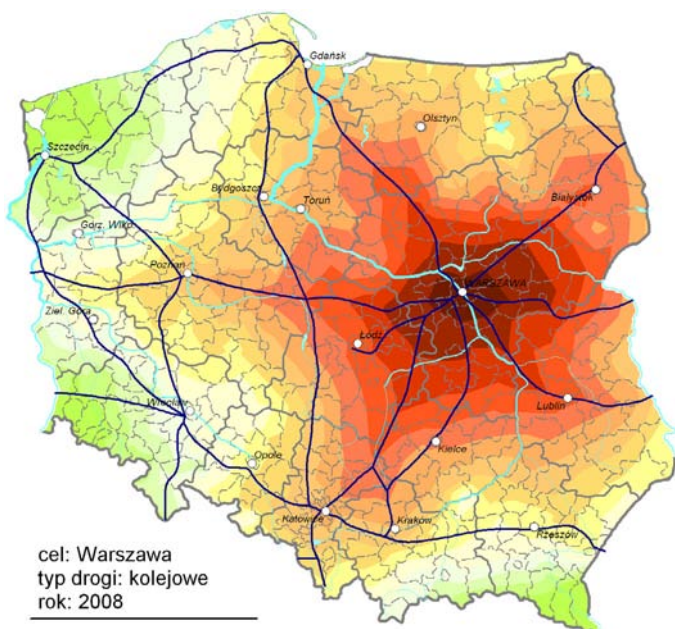 Gdańsk
Olsztyn
Szczecin
Białystok
Bydgoszcz
Toruń
Gorz. Wlkp.
Poznań
WARSZAWA
Ziel. Góra
Łódź
Wrocław
Lublin
Opole
Kielce
Katowice
Kraków
Rzeszów
cel: Warszawa
typ drogi: kolejowe
rok: 2008